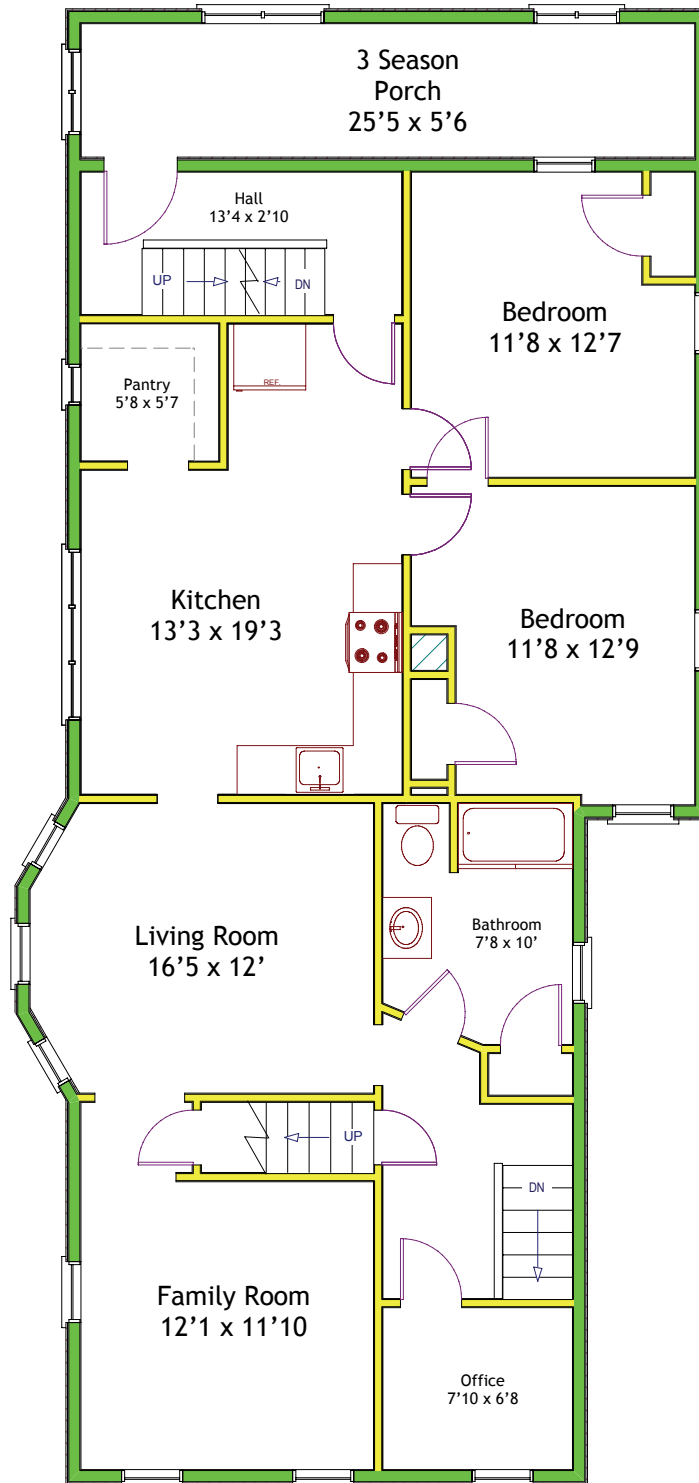 3 Season
Porch
25'5 x 5'6
Hall
13'4 x 2'10
UP
DN
Bedroom
11'8 x 12'7
Pantry
5'8 x 5'7
REF.
Kitchen
13'3 x 19'3
Bedroom
11'8 x 12'9
Living Room
16'5 x 12'
Bathroom
7'8 x 10'
UP
DN
Family Room
12'1 x 11'10
Office
7'10 x 6'8